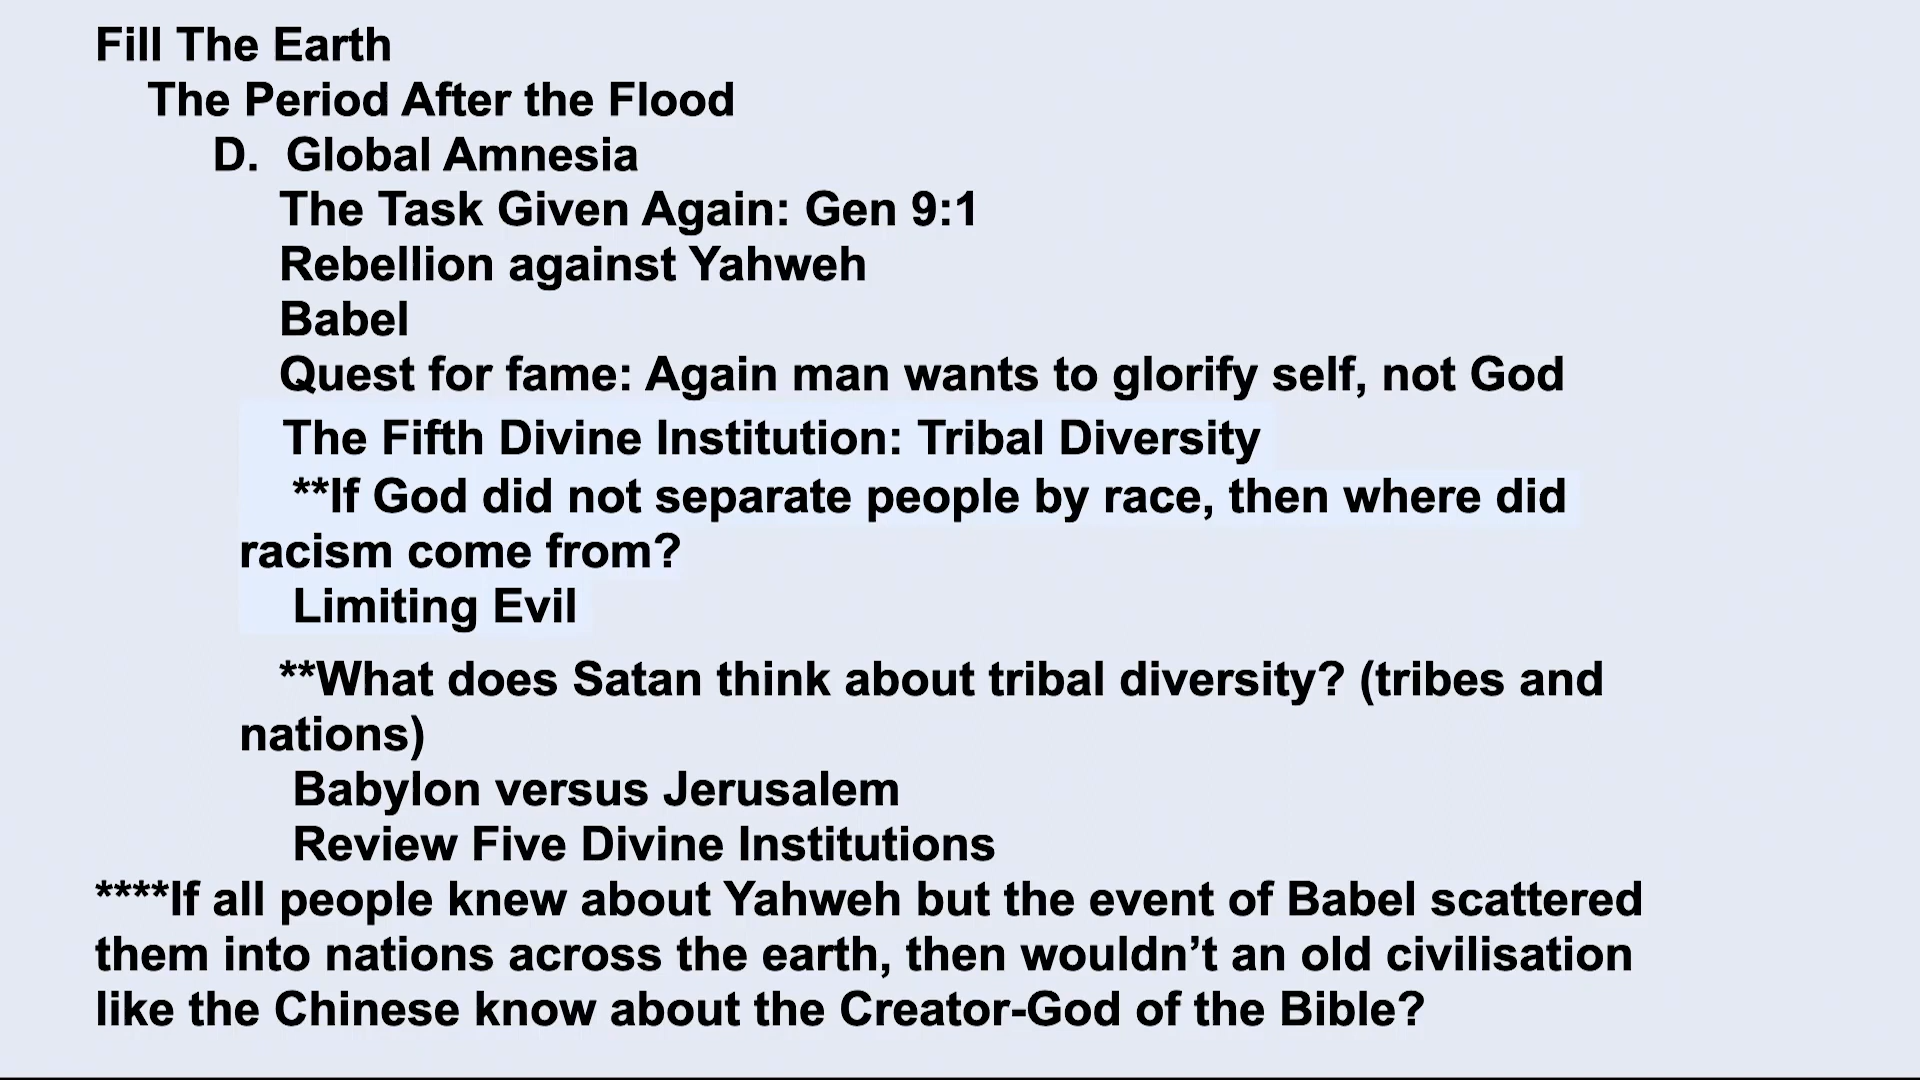 Fill The Earth
The Period After the Flood
D. Global Amnesia
The Task Given Again: Gen 9:1
Rebellion against Yahweh
Babel
Quest for fame: Again man wants to glorify self, not God
The Fifth Divine Institution: Tribal Diversity
**If God did not separate people by race, then where did
racism come from?
Limiting Evil
**What does Satan think about tribal diversity? (tribes and
nations)
Babylon versus Jerusalem
Review Five Divine Institutions
****If all people knew about Yahweh but the event of Babel scattered
them into nations across the earth, then wouldn’t an old civilisation
like the Chinese know about the Creator-God of the Bible?